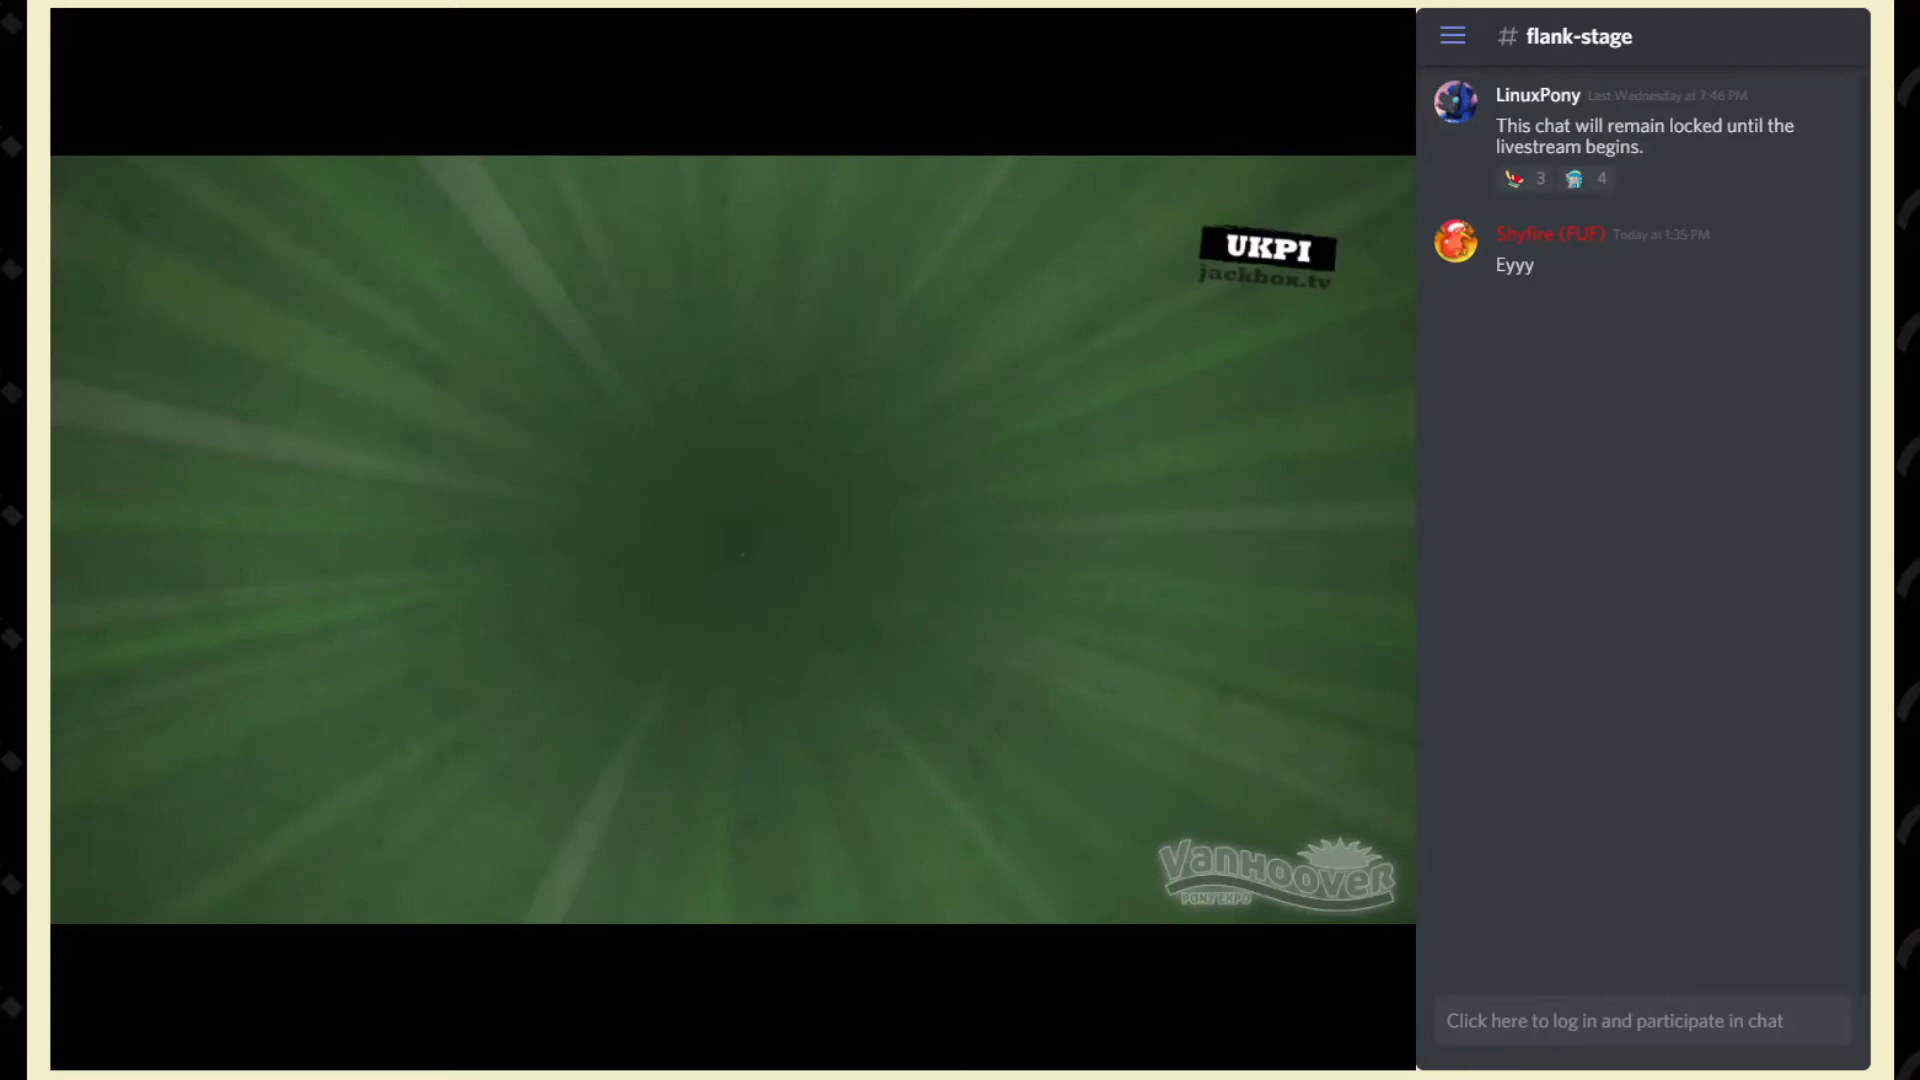 # flank-stage
LinuxPony Last Wednesday at 7:46 PM
This chat will remain locked until the
livestream begins.
3 4
Shyfire (FUF) Today at 1:35 PM
Eyyy
UKPI
jackbox.tv
VANHOOVER
PONY EXPO
Click here to log in and participate in chat